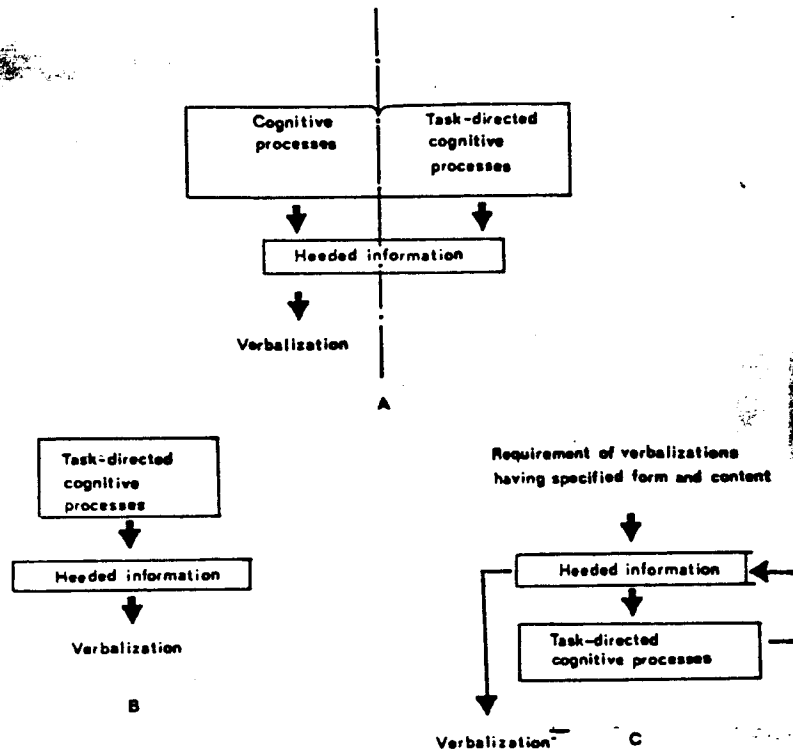 Cognitive
processes
Task-directed
cognitive
processes
Heeded information
Verbalization
A
Task-directed
cognitive
processes
Heeded information
Verbalization
B
Requirement of verbalizations
having specified form and content
Heeded information
Task-directed
cognitive processes
Verbalization
C